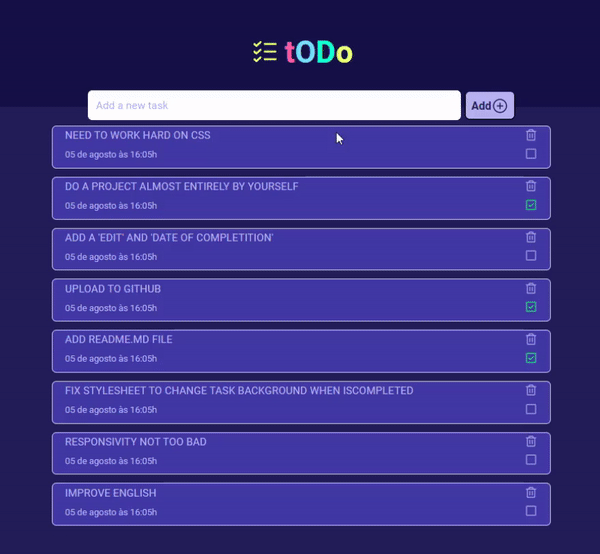 tODo
Add a new task
Add
NEED TO WORK HARD ON CSS
05 de agosto às 16:05h
DO A PROJECT ALMOST ENTIRELY BY YOURSELF
05 de agosto às 16:05h
ADD A 'EDIT' AND 'DATE OF COMPLETITION'
05 de agosto às 16:05h
UPLOAD TO GITHUB
05 de agosto às 16:05h
ADD README.MD FILE
05 de agosto às 16:05h
FIX STYLESHEET TO CHANGE TASK BACKGROUND WHEN ISCOMPLETED
05 de agosto às 16:05h
RESPONSIVITY NOT TOO BAD
05 de agosto às 16:05h
IMPROVE ENGLISH
05 de agosto às 16:05h